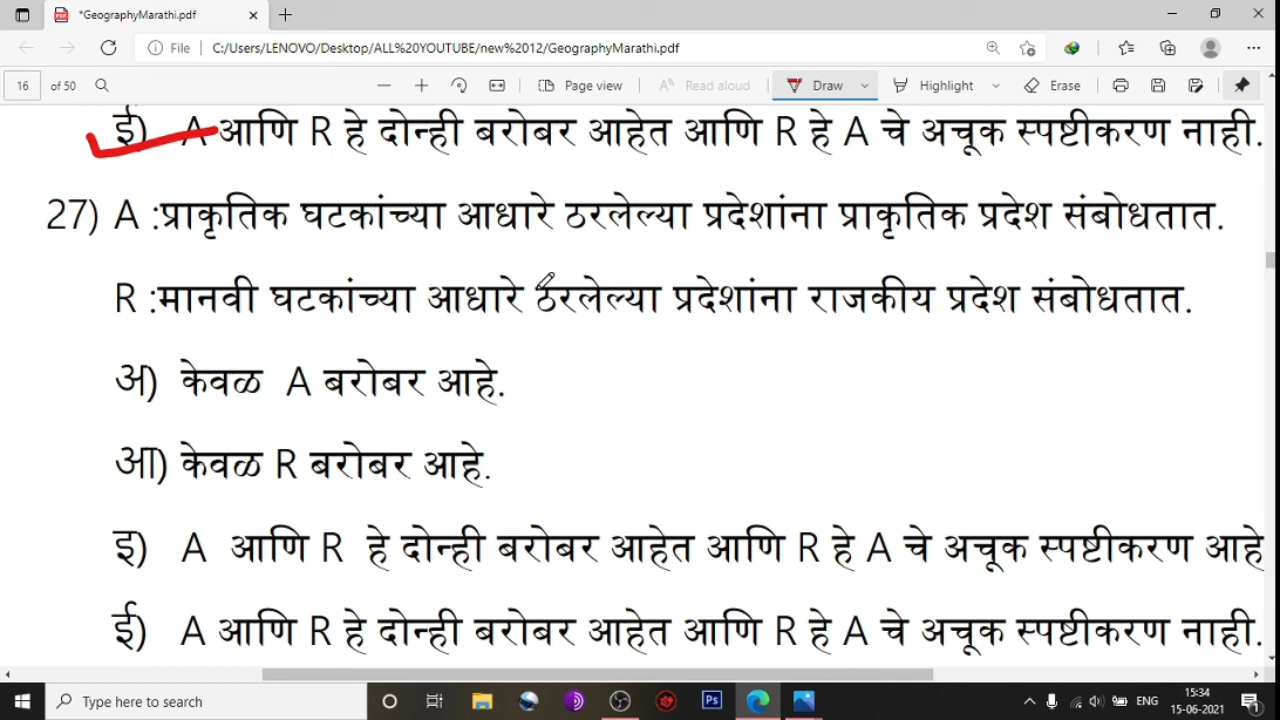 *GeographyMarathi.pdf
File C:/Users/LENOVO/Desktop/ALL%20YOUTUBE/new%2012/GeographyMarathi.pdf
16 of 50 Page view Read aloud Draw Highlight Erase
ई) A आणि R हे दोन्ही बरोबर आहेत आणि R हे A चे अचूक स्पष्टीकरण नाही.
27) A :प्राकृतिक घटकांच्या आधारे ठरलेल्या प्रदेशांना प्राकृतिक प्रदेश संबोधतात.
R :मानवी घटकांच्या आधारे ठरलेल्या प्रदेशांना राजकीय प्रदेश संबोधतात.
अ) केवळ A बरोबर आहे.
आ) केवळ R बरोबर आहे.
इ) A आणि R हे दोन्ही बरोबर आहेत आणि R हे A चे अचूक स्पष्टीकरण आहे
ई) A आणि R हे दोन्ही बरोबर आहेत आणि R हे A चे अचूक स्पष्टीकरण नाही.
Type here to search Ps ENG 15:34
15-06-2021 1